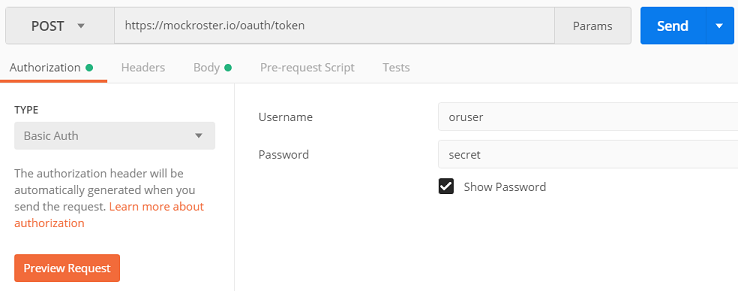 POST https://mockroster.io/oauth/token Params Send
Authorization Headers Body Pre-request Script Tests
TYPE
Basic Auth
The authorization header will be
automatically generated when you
send the request. Learn more about
authorization
Preview Request
Username oruser
Password secret
Show Password